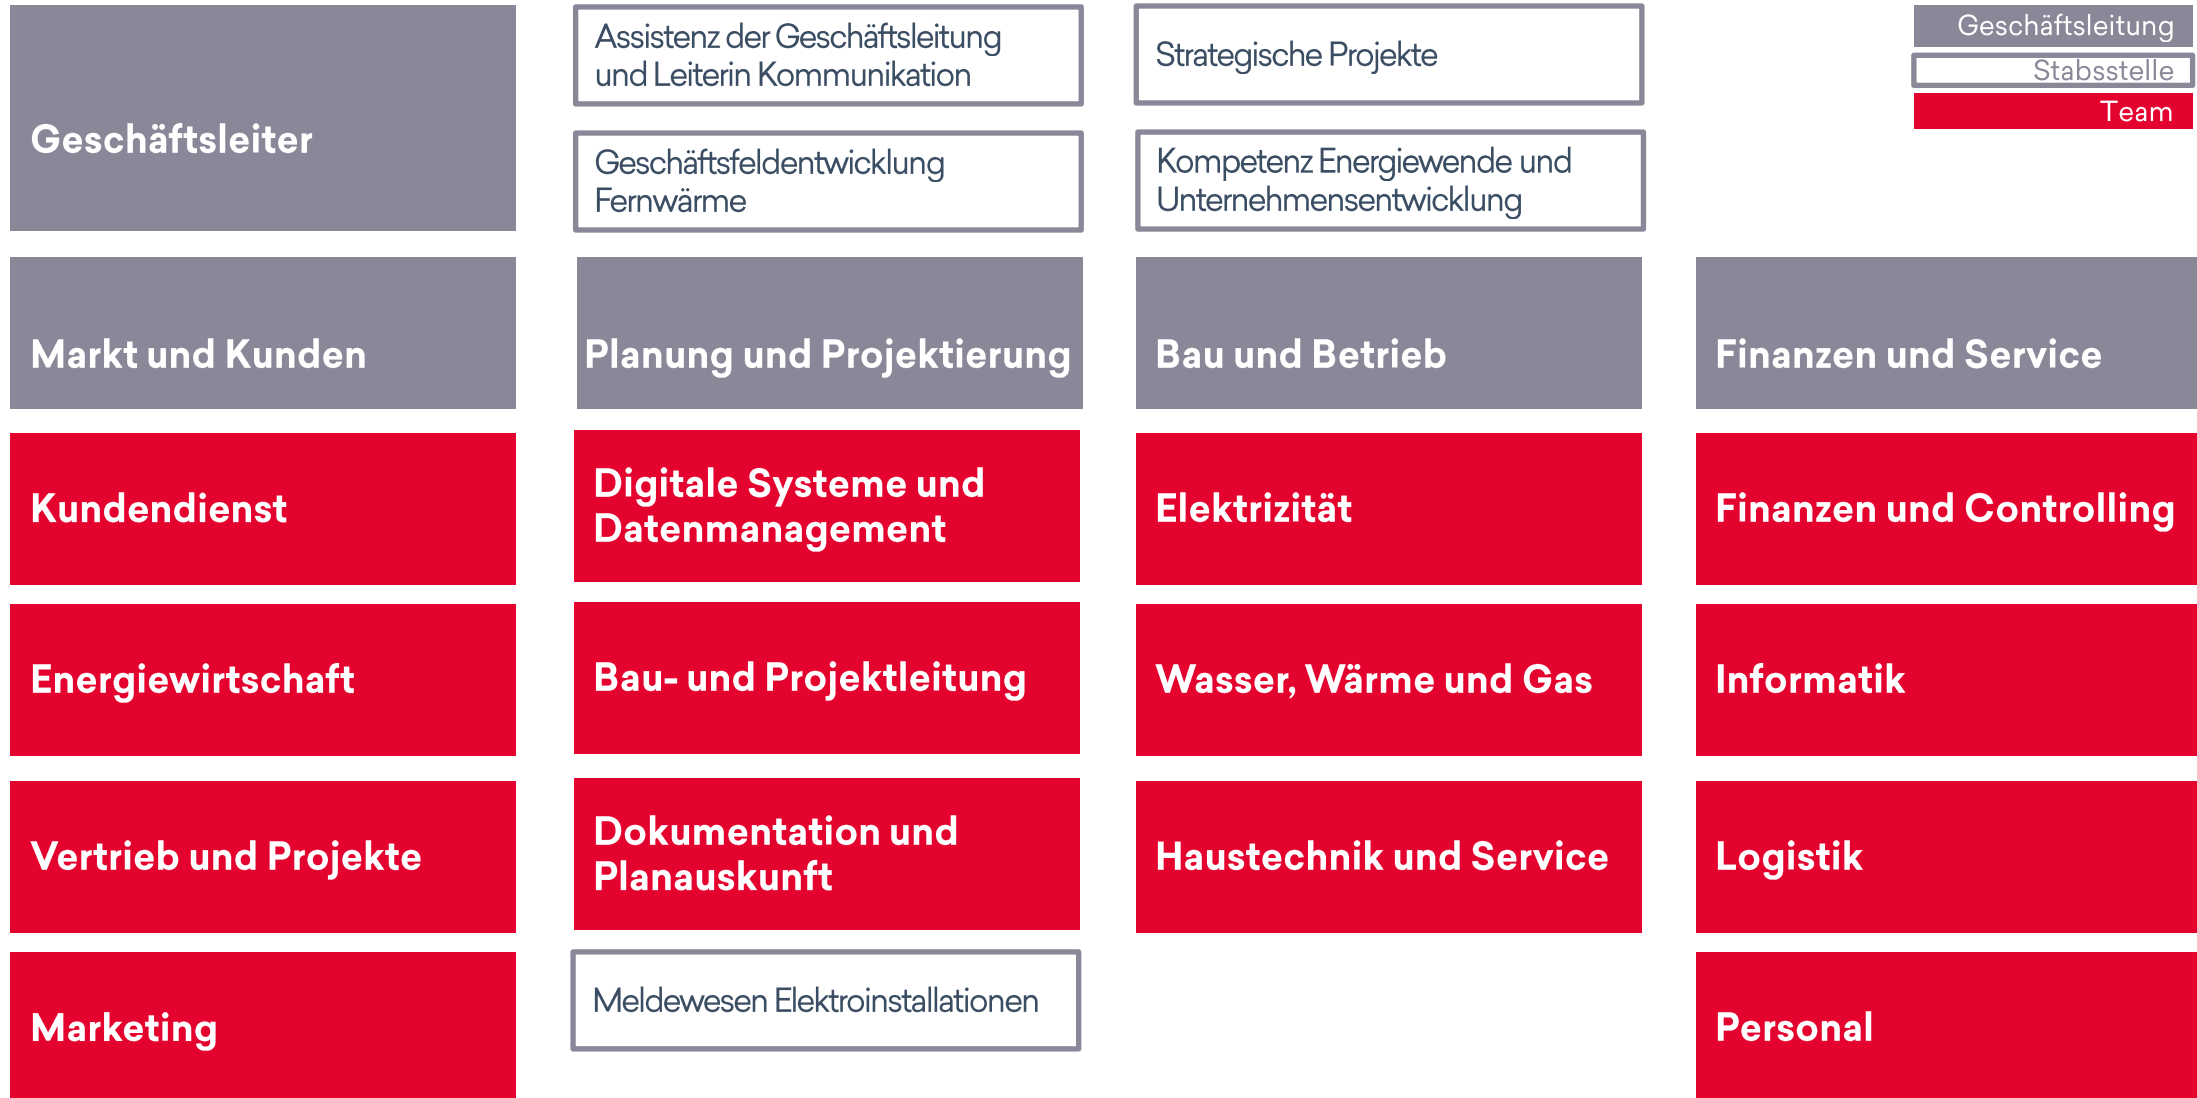 Geschäftsleiter
Assistenz der Geschäftsleitung
und Leiterin Kommunikation
Strategische Projekte
Geschäftsleitung
Stabsstelle
Team
Geschäftsfeldentwicklung
Fernwärme
Kompetenz Energiewende und
Unternehmensentwicklung
Markt und Kunden
Planung und Projektierung
Bau und Betrieb
Finanzen und Service
Kundendienst
Digitale Systeme und
Datenmanagement
Elektrizität
Finanzen und Controlling
Energiewirtschaft
Bau- und Projektleitung
Wasser, Wärme und Gas
Informatik
Vertrieb und Projekte
Dokumentation und
Planauskunft
Haustechnik und Service
Logistik
Marketing
Meldewesen Elektroinstallationen
Personal